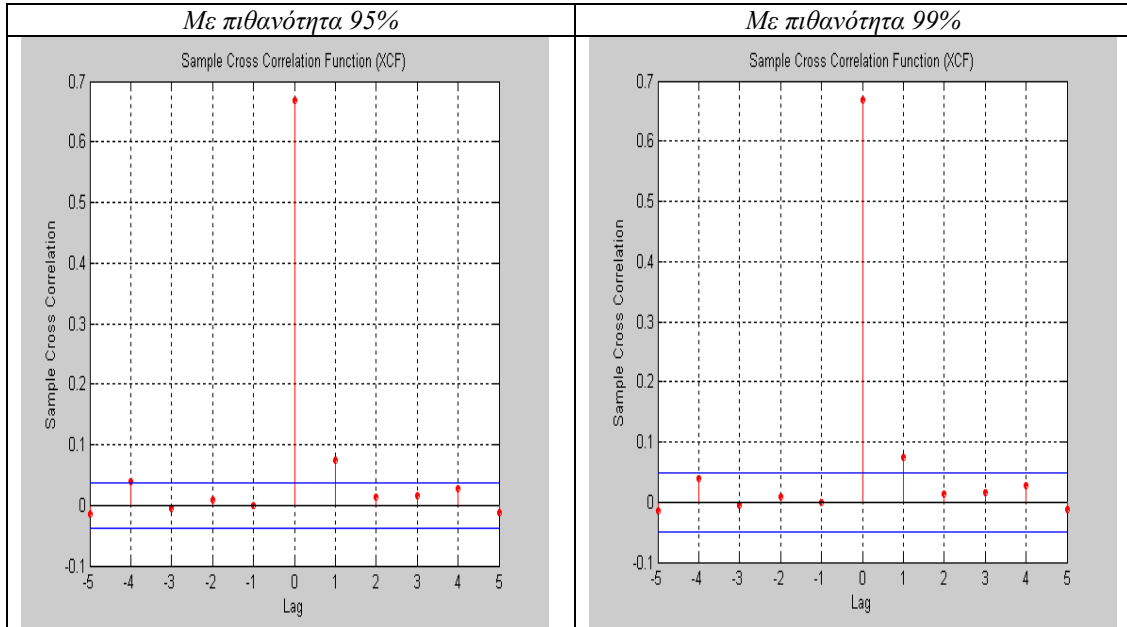 Με πιθανότητα 95%
Με πιθανότητα 99%
Sample Cross Correlation Function (XCF)
0.7
0.6
0.5
0.4
0.3
0.2
0.1
0
-0.1
Sample Cross Correlation
-5 -4 -3 -2 -1 0 1 2 3 4 5
Lag
Sample Cross Correlation Function (XCF)
0.7
0.6
0.5
0.4
0.3
0.2
0.1
0
-0.1
Sample Cross Correlation
-5 -4 -3 -2 -1 0 1 2 3 4 5
Lag